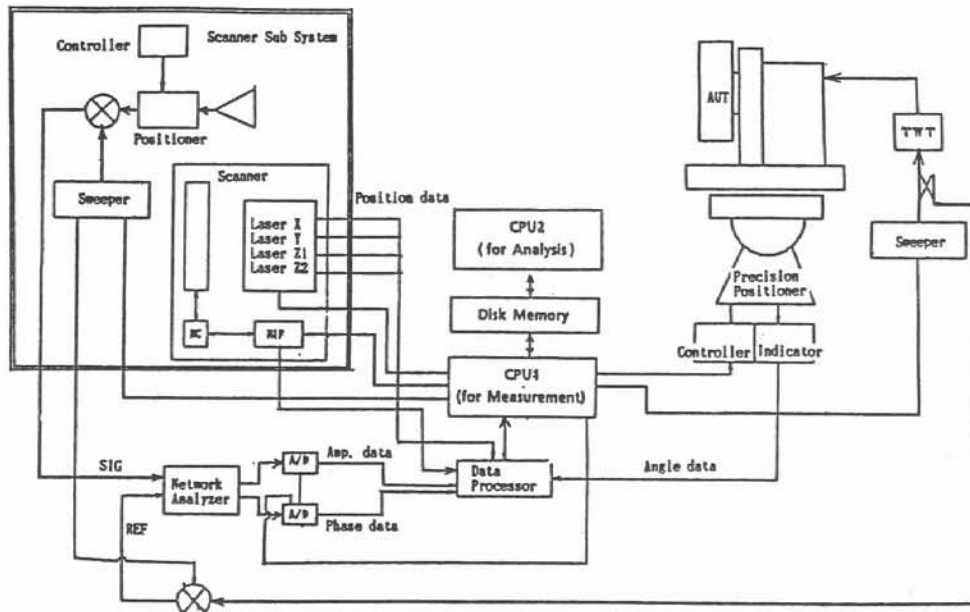 Controller
Scanner Sub System
Positioner
Sweeper
Scanner
Laser X
Laser Y
Laser Z1
Laser Z2
Position data
NC
CPU2
(for Analysis)
Disk Memory
CPU1
(for Measurement)
AUT
TWT
Sweeper
Precision
Positioner
Controller
Indicator
SIG
REF
Network
Analyzer
A/D
A/D
Amp. data
Phase data
Data
Processor
Angle data